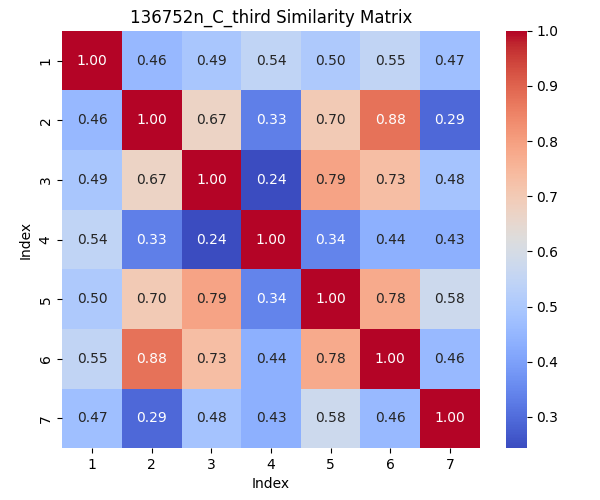 136752n_C_third Similarity Matrix
1 1.00 0.46 0.49 0.54 0.50 0.55 0.47
2 0.46 1.00 0.67 0.33 0.70 0.88 0.29
3 0.49 0.67 1.00 0.24 0.79 0.73 0.48
4 0.54 0.33 0.24 1.00 0.34 0.44 0.43
5 0.50 0.70 0.79 0.34 1.00 0.78 0.58
6 0.55 0.88 0.73 0.44 0.78 1.00 0.46
7 0.47 0.29 0.48 0.43 0.58 0.46 1.00
1 2 3 4 5 6 7
Index
Index
1.0
0.9
0.8
0.7
0.6
0.5
0.4
0.3